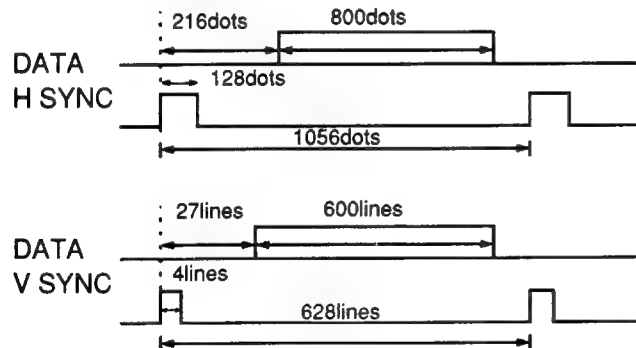 216dots 800dots
DATA
128dots
H SYNC
1056dots
27lines 600lines
DATA
4lines
V SYNC
628lines